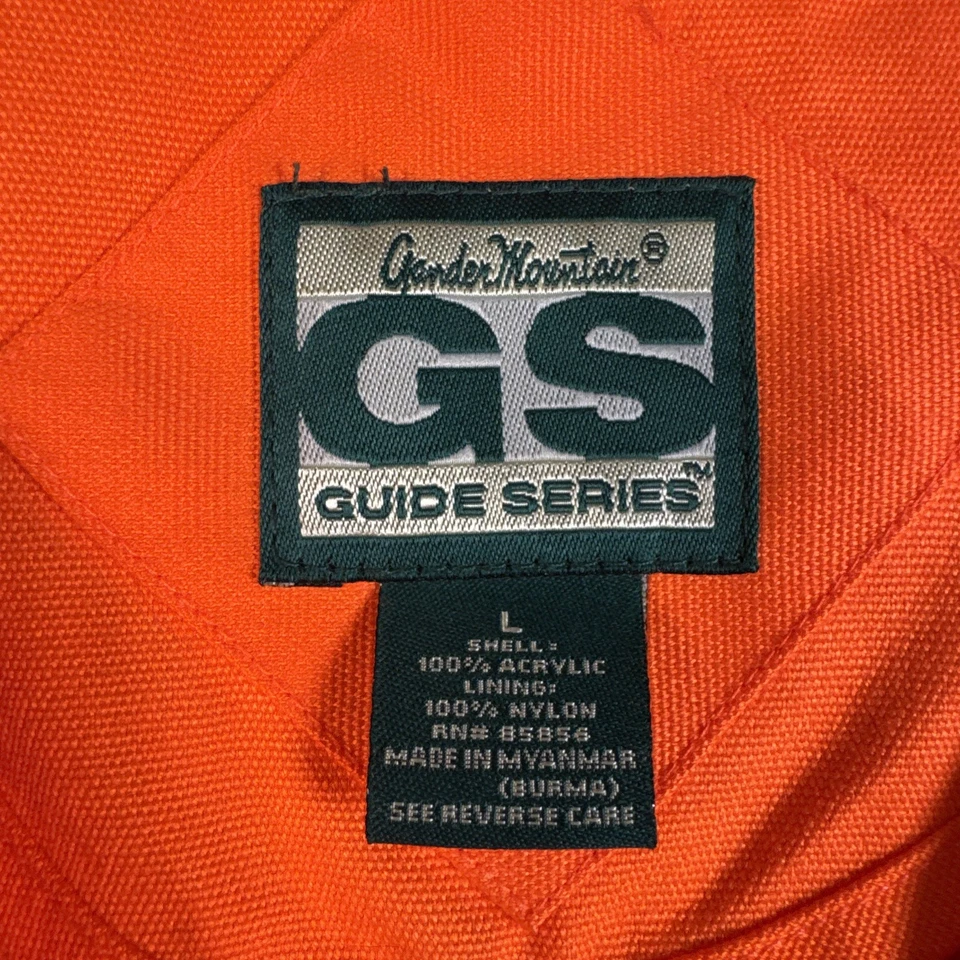 Gander Mountain®
GS
GUIDE SERIES™
L
SHELL:
100% ACRYLIC
LINING:
100% NYLON
RN# 85856
MADE IN MYANMAR
(BURMA)
SEE REVERSE CARE